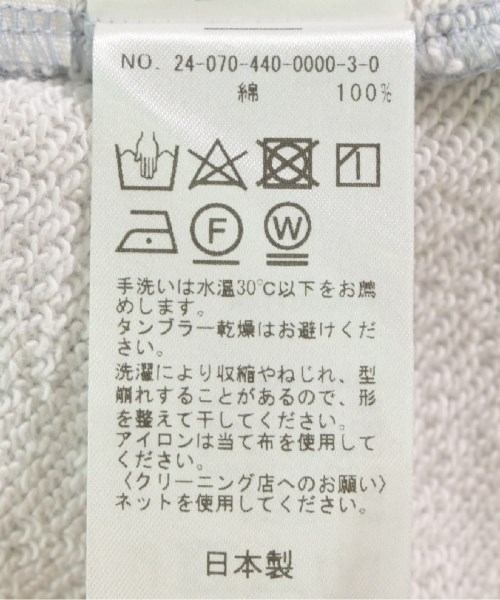 NO. 24-070-440-0000-3-0
綿 100%
F W
手洗いは水温30℃以下をお薦
めします。
タンブラー乾燥はお避けくだ
さい。
洗濯により収縮やねじれ、型
崩れすることがあるので、形
を整えて干してください。
アイロンは当て布を使用して
ください。
〈クリーニング店へのお願い〉
ネットを使用してください。
日本製